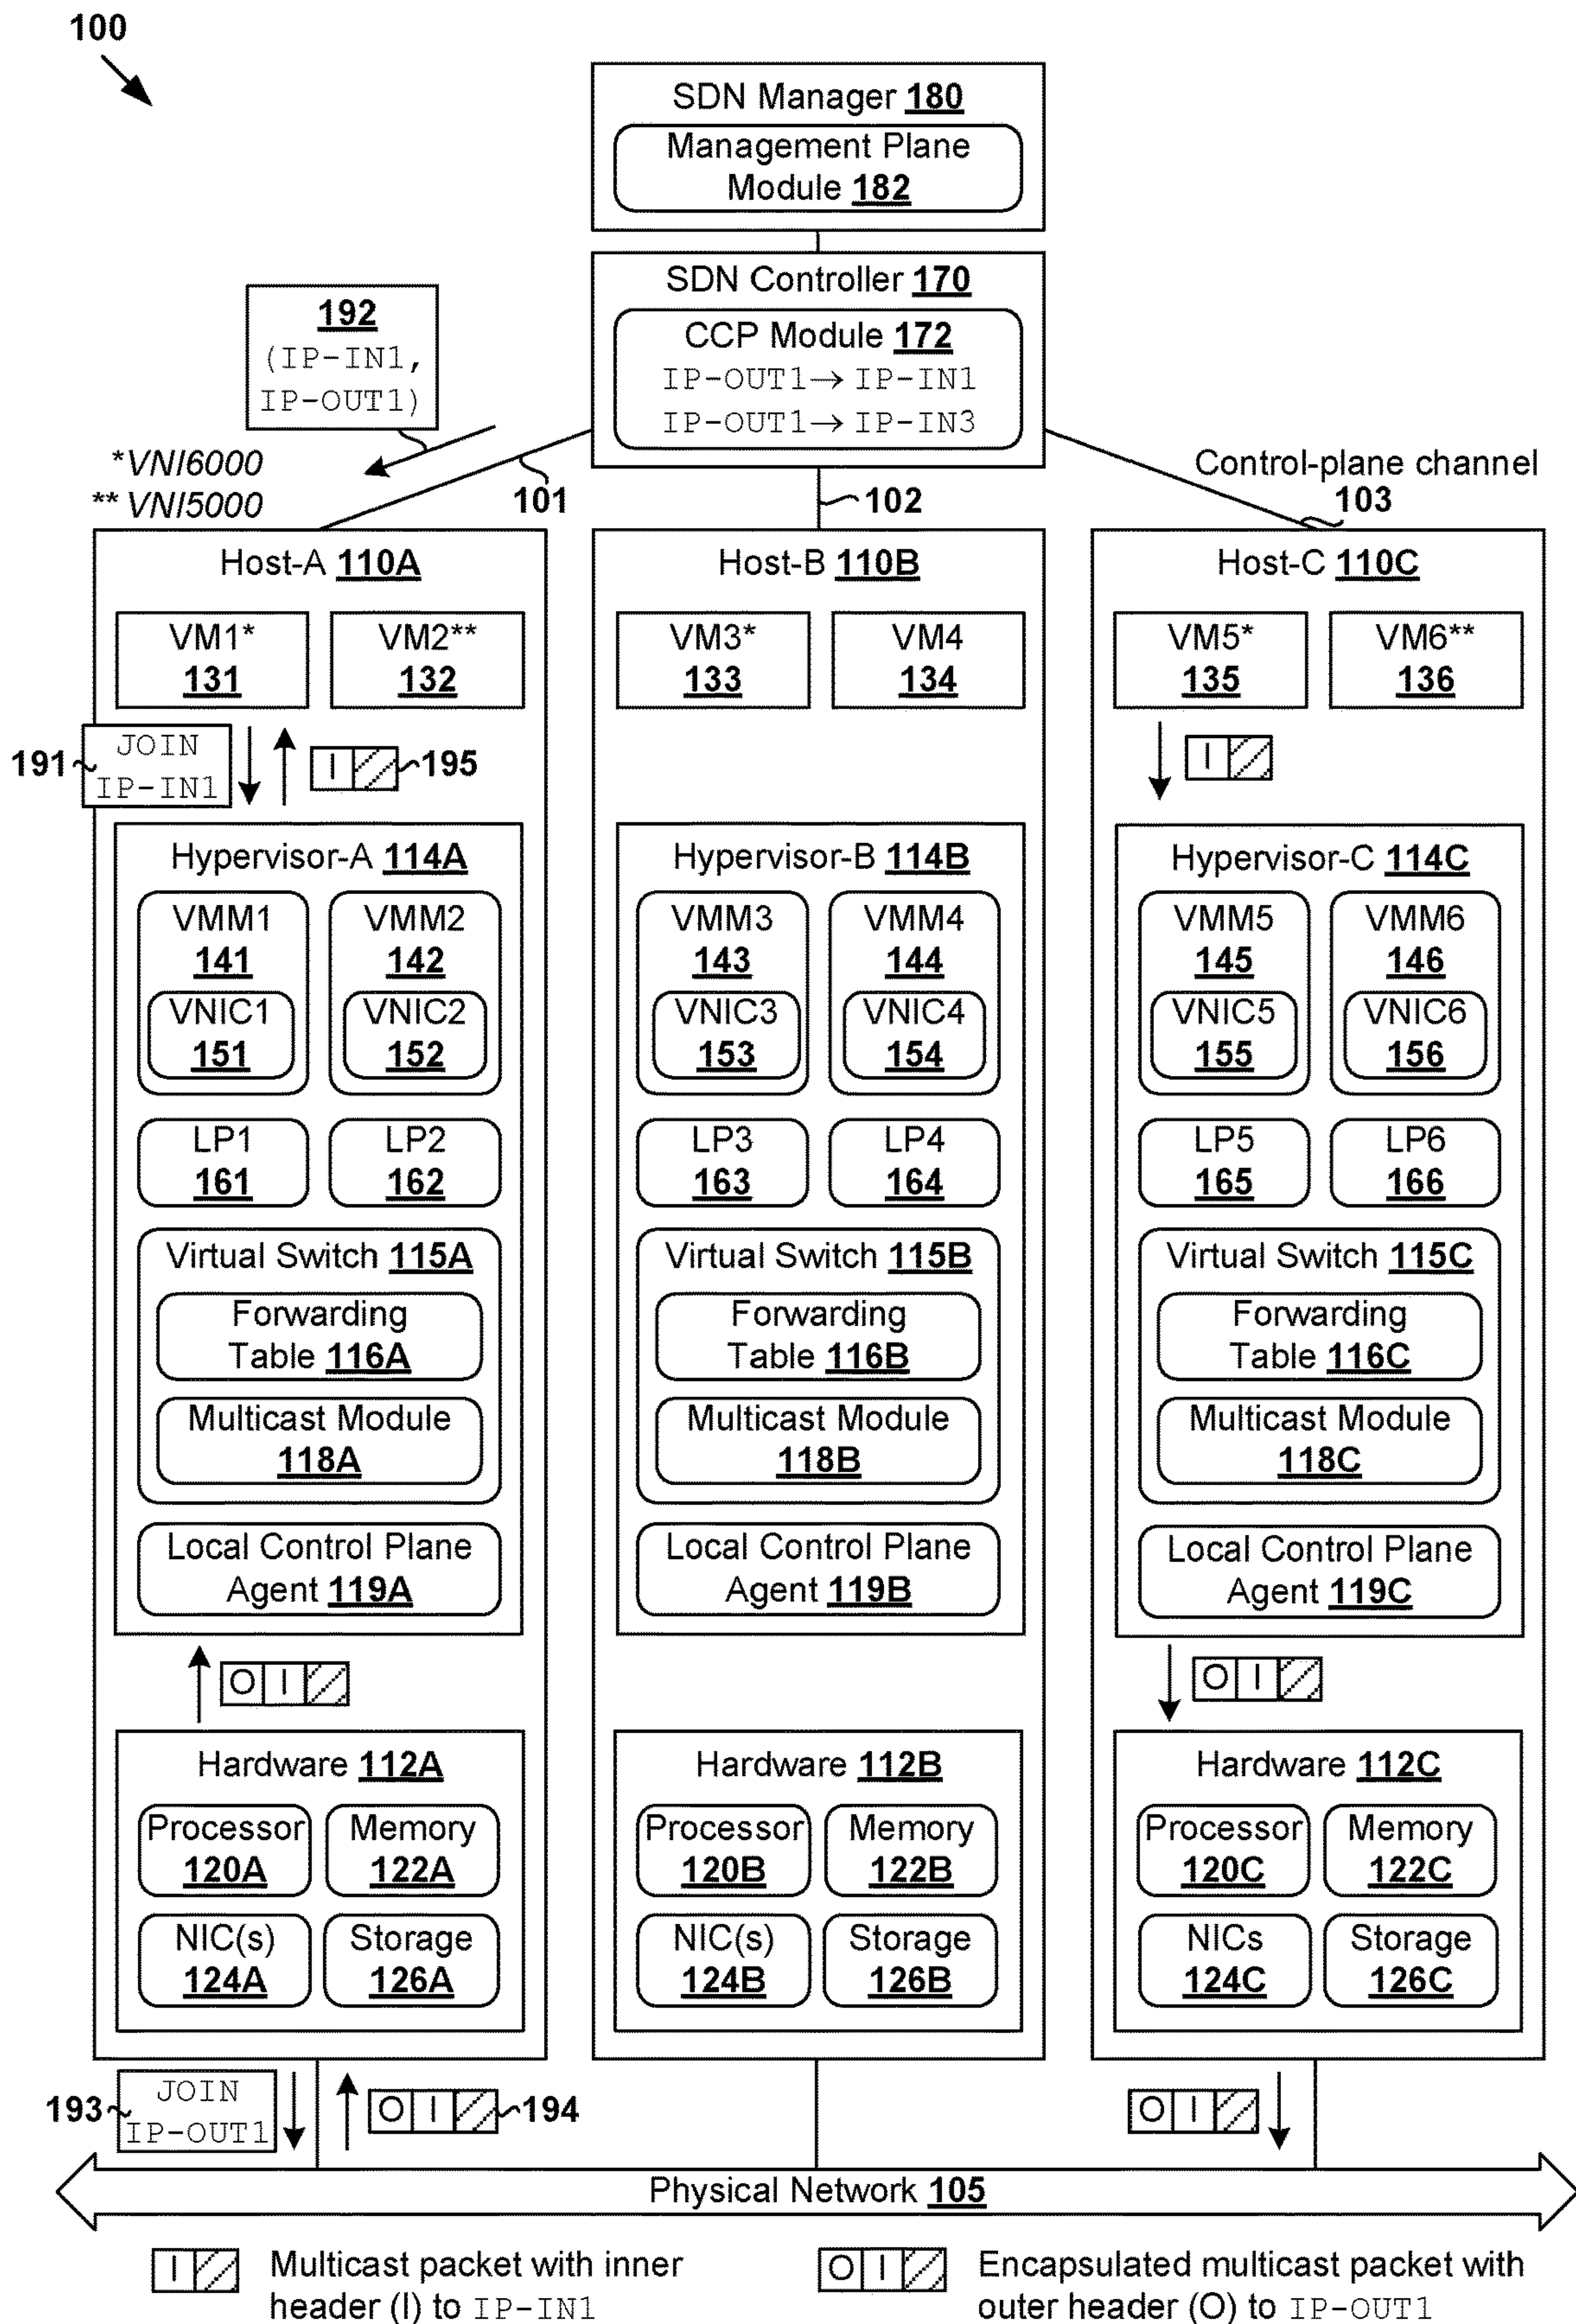 100
SDN Manager 180
Management Plane
Module 182
SDN Controller 170
CCP Module 172
IP-OUT1→ IP-IN1
IP-OUT1→ IP-IN3
192
(IP-IN1,
IP-OUT1)
*VNI6000
**VNI5000
101
102
Control-plane channel
103
Host-A 110A
VM1*
131
VM2**
132
191
JOIN
IP-IN1
I
195
Hypervisor-A 114A
VMM1
141
VNIC1
151
VMM2
142
VNIC2
152
LP1
161
LP2
162
Virtual Switch 115A
Forwarding
Table 116A
Multicast Module
118A
Local Control Plane
Agent 119A
O I
Hardware 112A
Processor
120A
Memory
122A
NIC(s)
124A
Storage
126A
193
JOIN
IP-OUT1
O I
194
Host-B 110B
VM3*
133
VM4
134
Hypervisor-B 114B
VMM3
143
VNIC3
153
VMM4
144
VNIC4
154
LP3
163
LP4
164
Virtual Switch 115B
Forwarding
Table 116B
Multicast Module
118B
Local Control Plane
Agent 119B
Hardware 112B
Processor
120B
Memory
122B
NIC(s)
124B
Storage
126B
Host-C 110C
VM5*
135
VM6**
136
I
Hypervisor-C 114C
VMM5
145
VNIC5
155
VMM6
146
VNIC6
156
LP5
165
LP6
166
Virtual Switch 115C
Forwarding
Table 116C
Multicast Module
118C
Local Control Plane
Agent 119C
O I
Hardware 112C
Processor
120C
Memory
122C
NICs
124C
Storage
126C
O I
Physical Network 105
I
Multicast packet with inner
header (I) to IP-IN1
O I
Encapsulated multicast packet with
outer header (O) to IP-OUT1